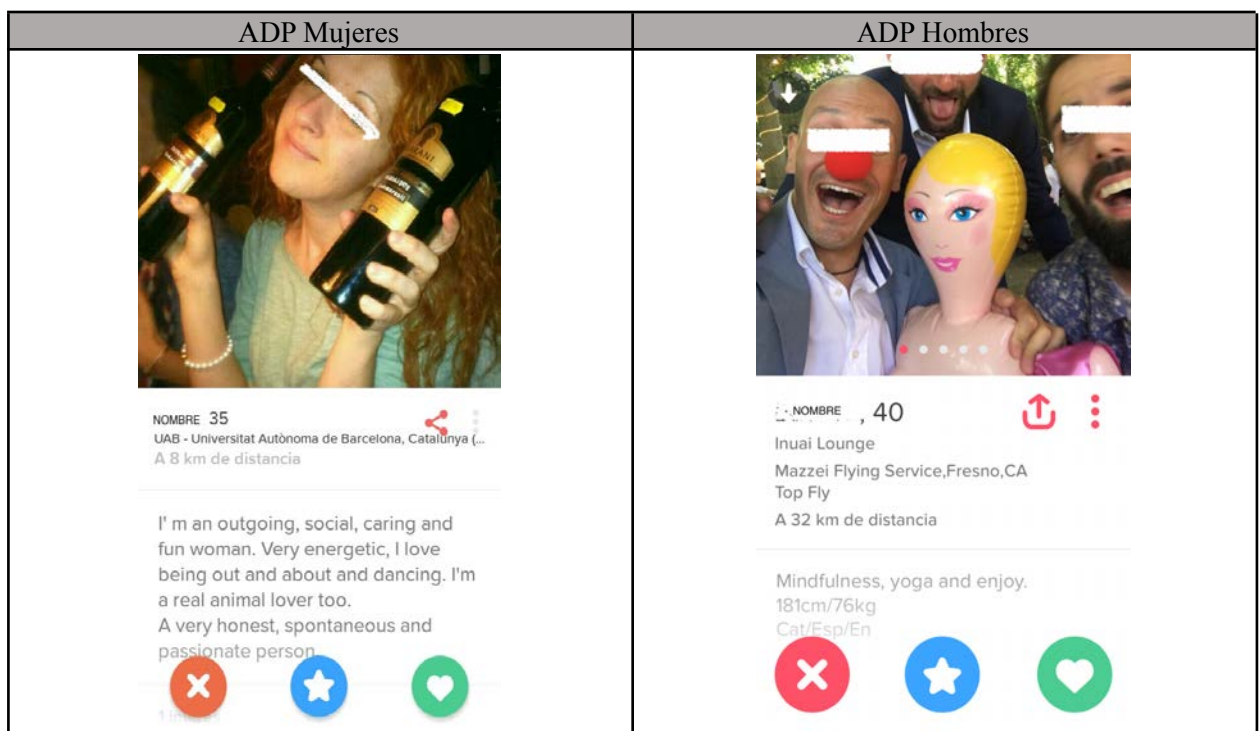 ADP Mujeres
ADP Hombres
NOMBRE 35
UAB - Universitat Autònoma de Barcelona, Catalunya (...
A 8 km de distancia
I' m an outgoing, social, caring and
fun woman. Very energetic, I love
being out and about and dancing. I'm
a real animal lover too.
A very honest, spontaneous and
passionate person
NOMBRE , 40
Inuai Lounge
Mazzei Flying Service,Fresno,CA
Top Fly
A 32 km de distancia
Mindfulness, yoga and enjoy.
181cm/76kg
Cat/Esp/En